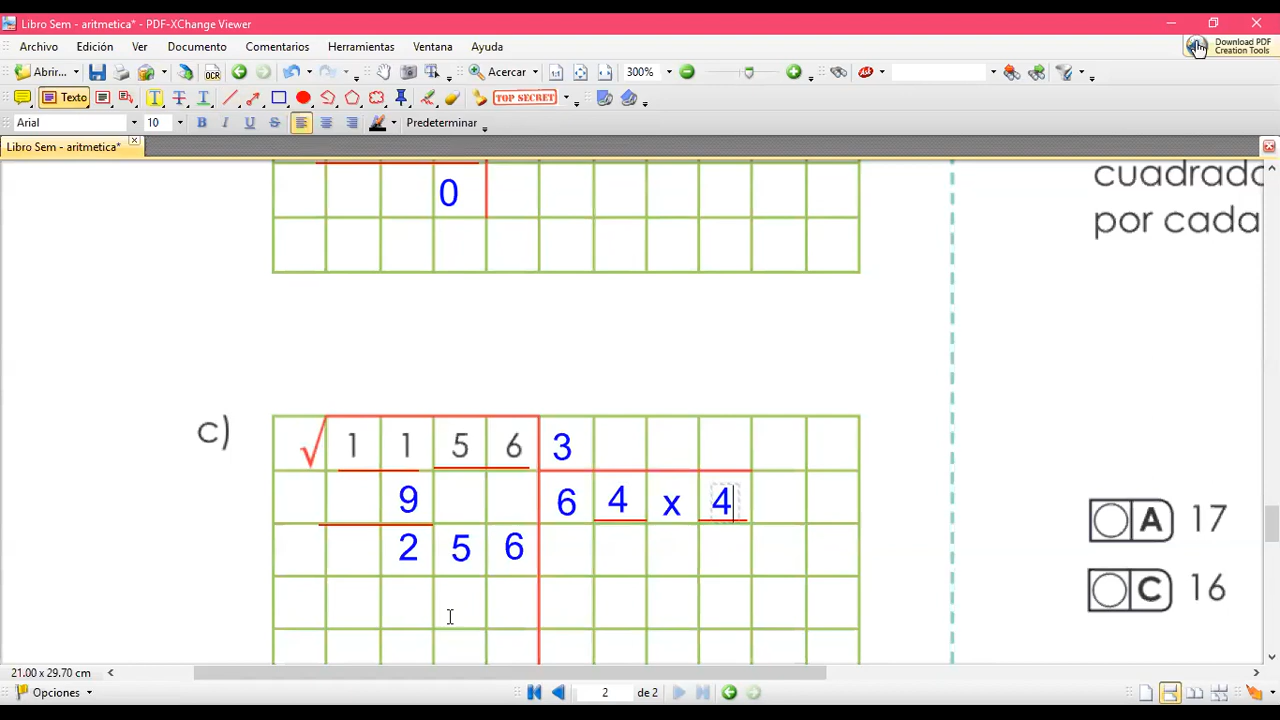 Libro Sem - aritmetica* - PDF-XChange Viewer
Archivo Edición Ver Documento Comentarios Herramientas Ventana Ayuda
Download PDF
Creation Tools
Abrir... OCR Acercar 300%
Texto TOP SECRET
Arial 10 B I U S Predeterminar
Libro Sem - aritmetica*
0
cuadrado
por cada
c) √ 1 1 5 6 3
9 6 4 x 4
2 5 6
A 17
C 16
21.00 x 29.70 cm
Opciones 2 de 2